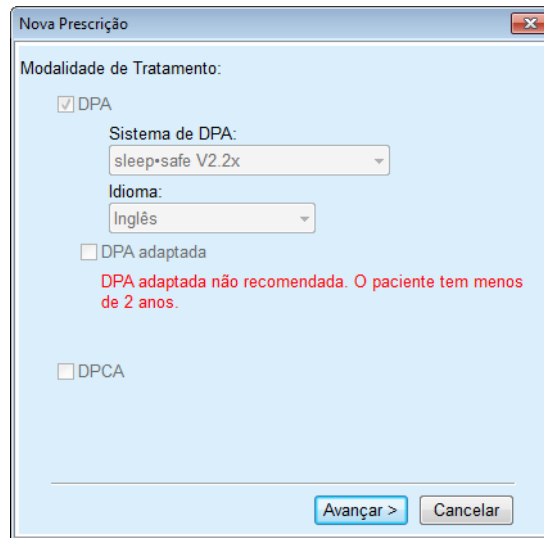 Nova Prescrição
Modalidade de Tratamento:
DPA
Sistema de DPA:
sleep•safe V2.2x
Idioma:
Inglês
DPA adaptada
DPA adaptada não recomendada. O paciente tem menos
de 2 anos.
DPCA
Avançar >
Cancelar